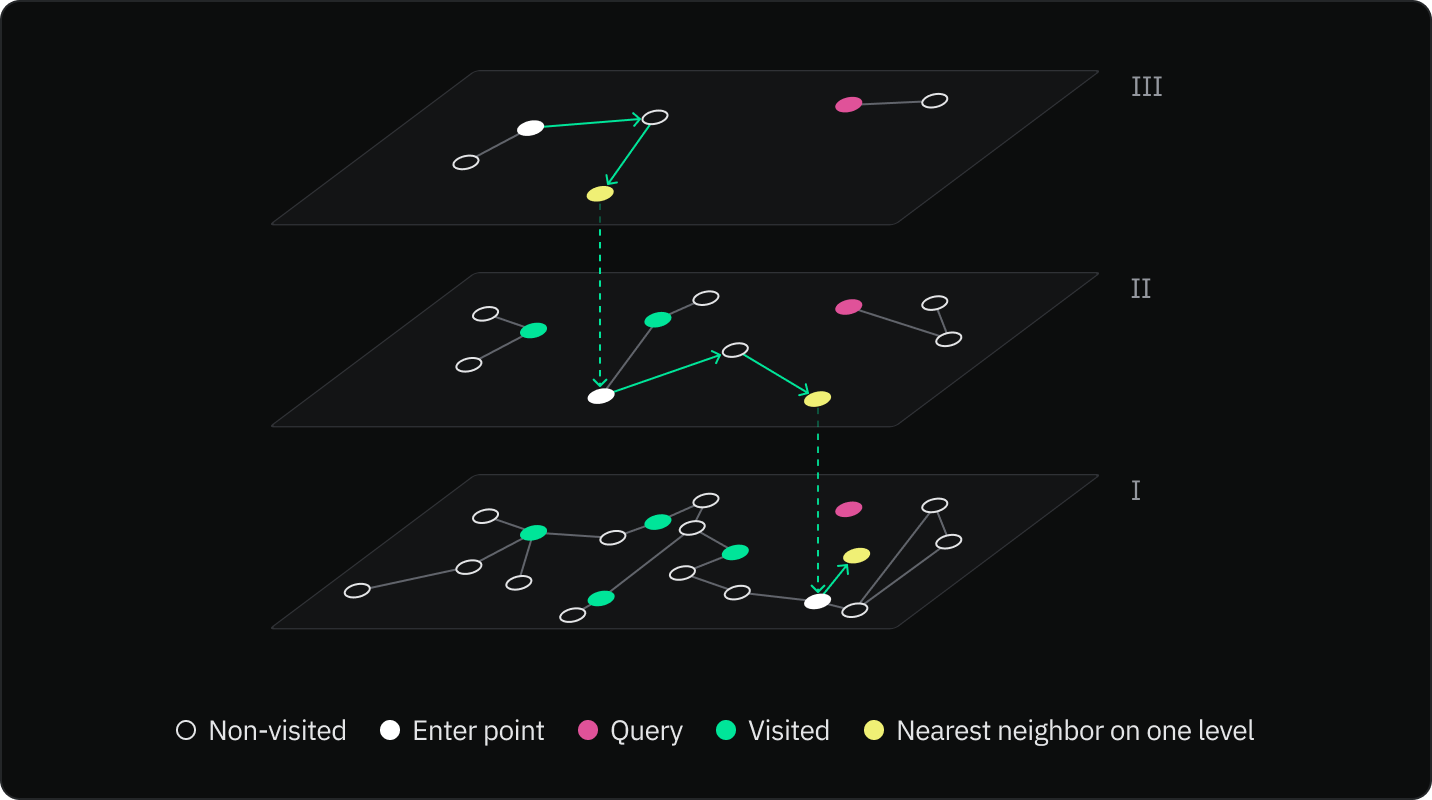 III
II
I
Non-visited
Enter point
Query
Visited
Nearest neighbor on one level